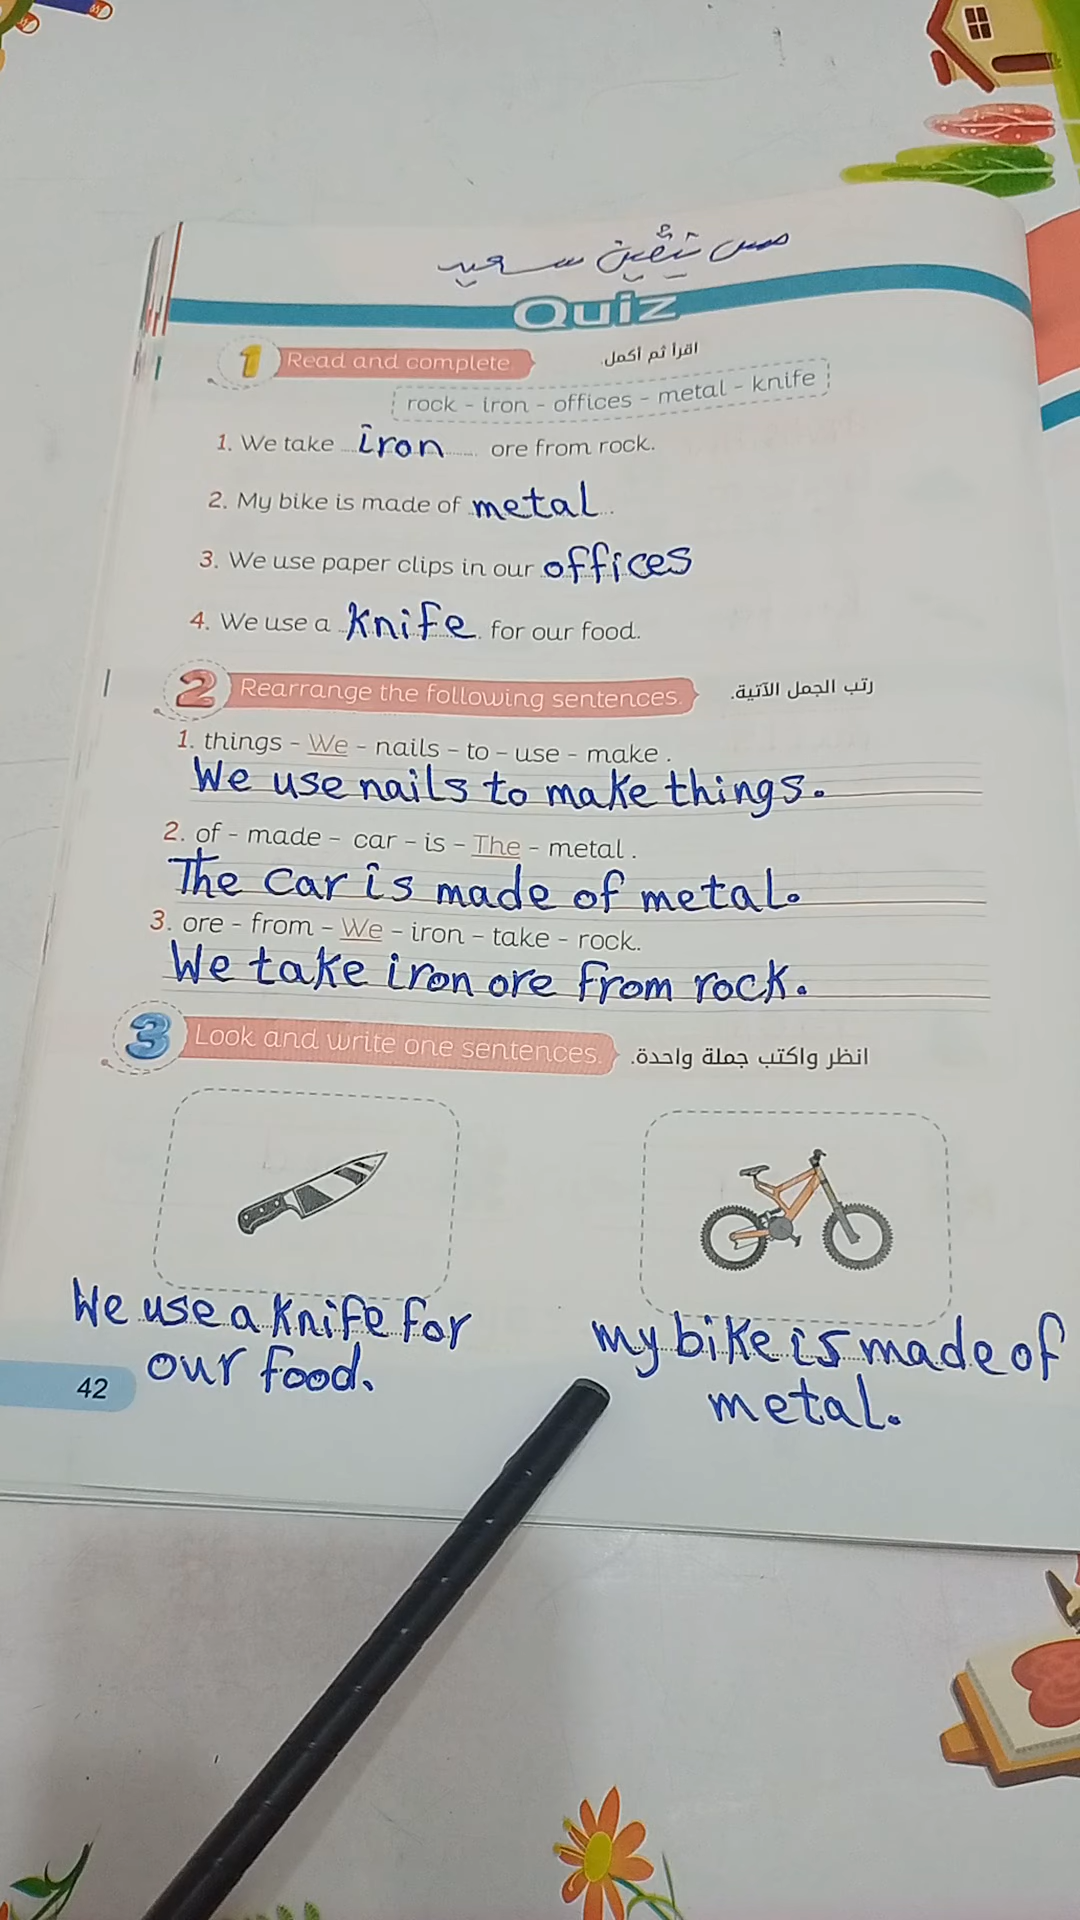 مس نيڤين سعيد
Quiz
1 Read and complete. اقرأ ثم أكمل.
rock - iron - offices - metal - knife
1. We take iron ore from rock.
2. My bike is made of metal
3. We use paper clips in our offices
4. We use a knife for our food.
2 Rearrange the following sentences. رتب الجمل الآتية.
1. things - We - nails - to - use - make .
We use nails to make things.
2. of - made - car - is - The - metal .
The car is made of metal.
3. ore - from - We - iron - take - rock.
We take iron ore from rock.
3 Look and write one sentences. انظر واكتب جملة واحدة.
We use a knife for
our food.
my bike is made of
metal.
42